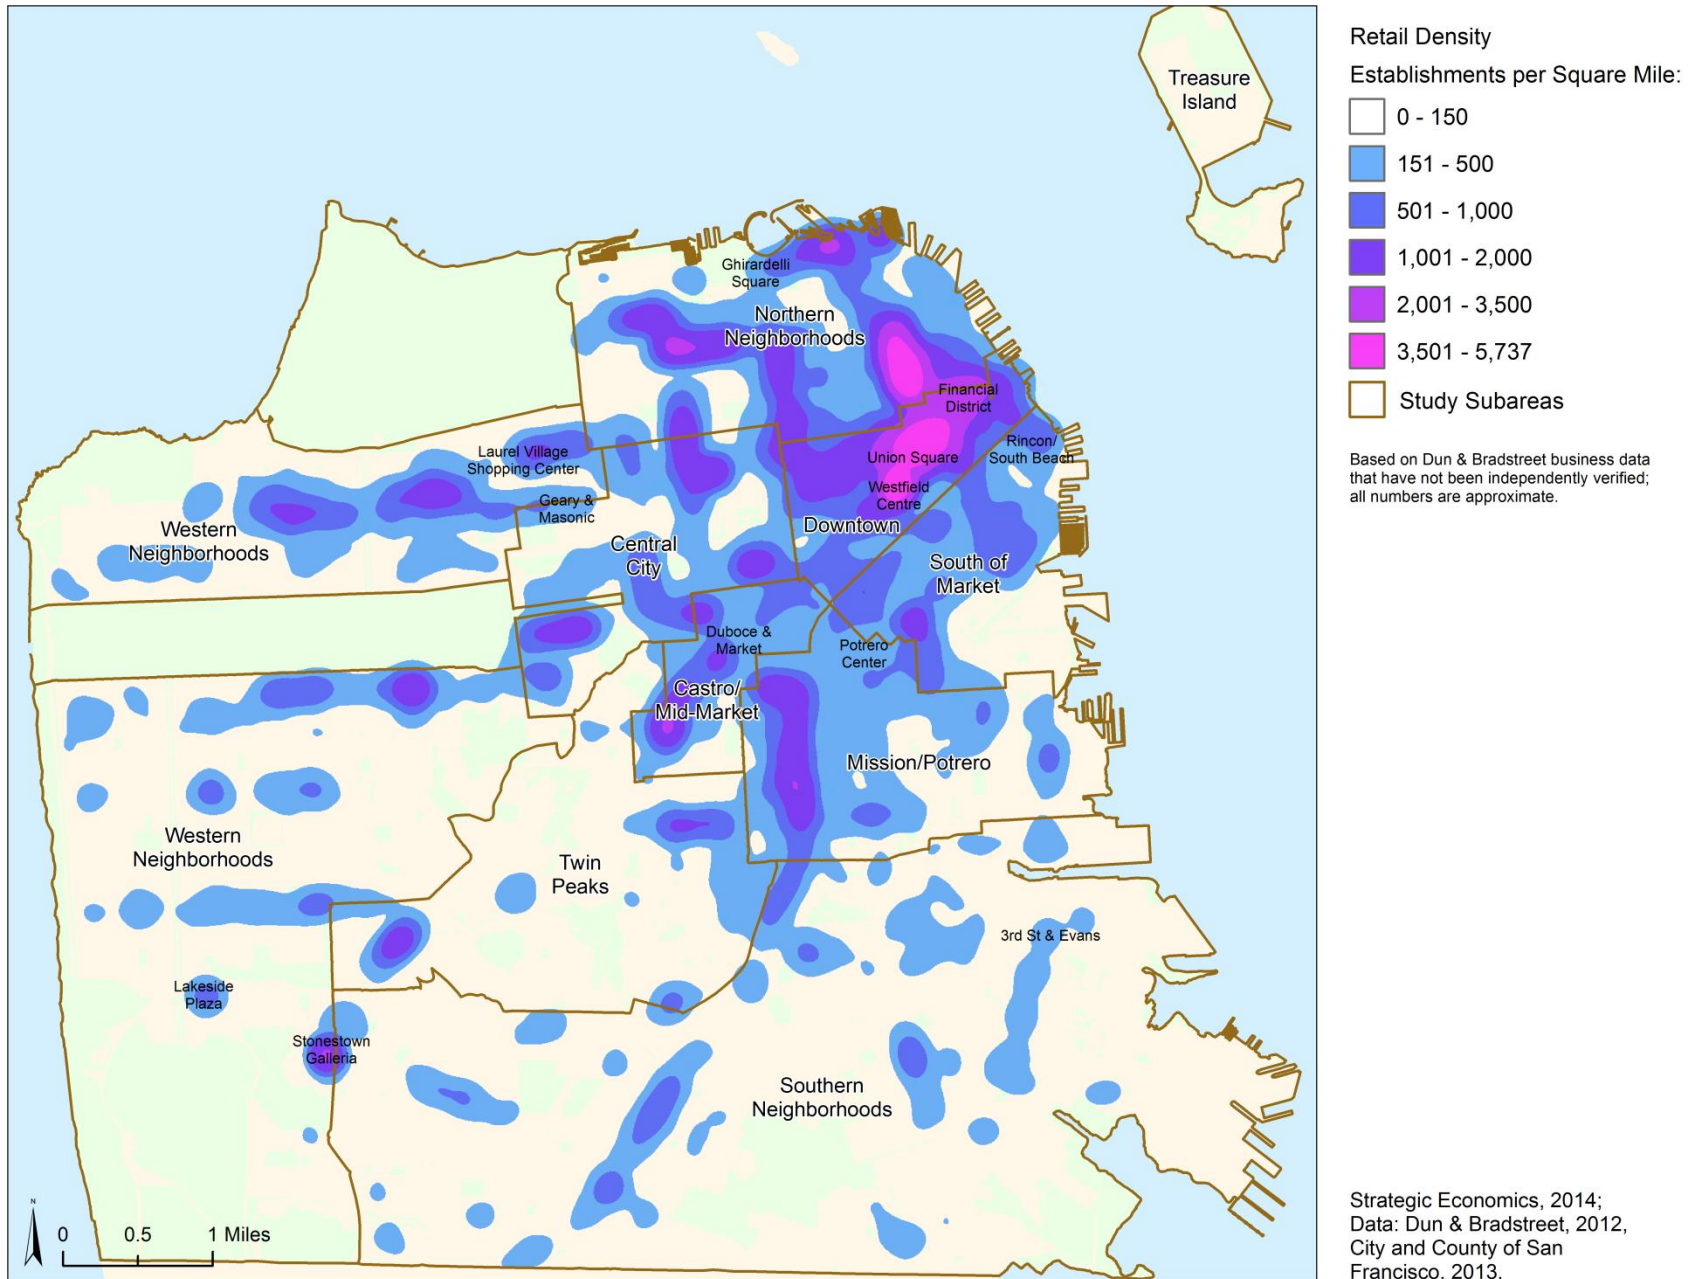 Treasure
Island
Ghirardelli
Square
Northern
Neighborhoods
Financial
District
Rincon/
South Beach
Union Square
Westfield
Centre
Downtown
Laurel Village
Shopping Center
Geary &
Masonic
Western
Neighborhoods
Central
City
South of
Market
Duboce &
Market
Potrero
Center
Castro/
Mid-Market
Mission/Potrero
Western
Neighborhoods
Twin
Peaks
3rd St & Evans
Lakeside
Plaza
Stonestown
Galleria
Southern
Neighborhoods
N
0 0.5 1 Miles
Retail Density
Establishments per Square Mile:
0 - 150
151 - 500
501 - 1,000
1,001 - 2,000
2,001 - 3,500
3,501 - 5,737
Study Subareas
Based on Dun & Bradstreet business data
that have not been independently verified;
all numbers are approximate.
Strategic Economics, 2014;
Data: Dun & Bradstreet, 2012,
City and County of San
Francisco, 2013.